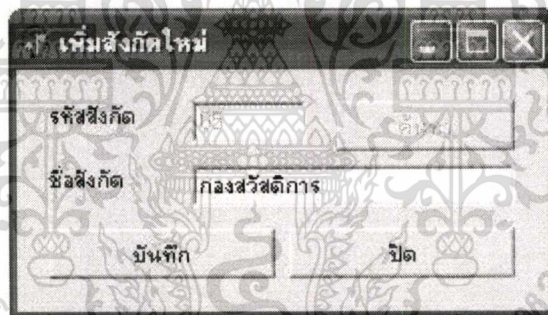 เพิ่มสังกัดใหม่
รหัสสังกัด
ชื่อสังกัด กองสวัสดิการ
บันทึก ปิด